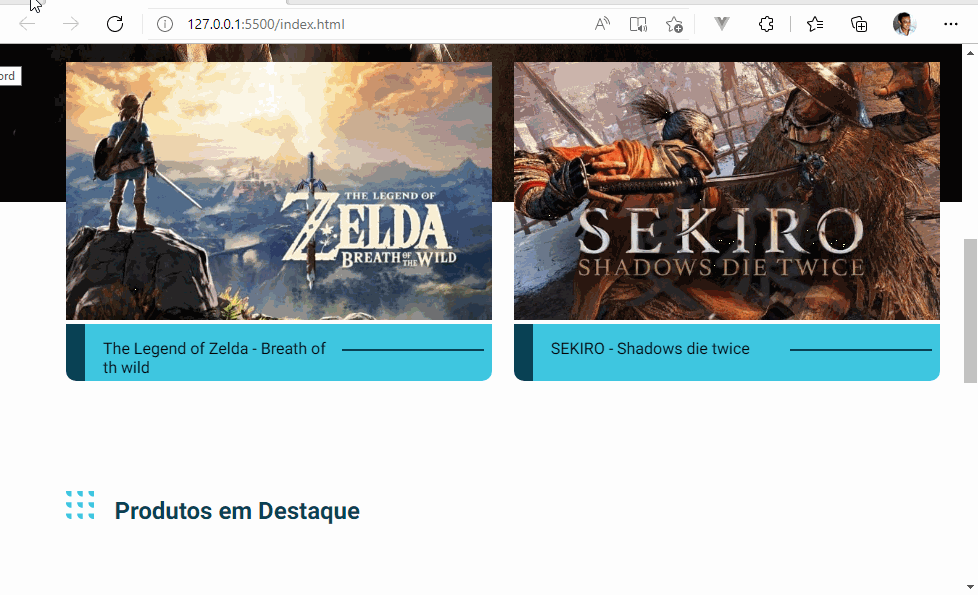 127.0.0.1:5500/index.html
ord
THE LEGEND OF
ZELDA
BREATH OF THE WILD
SEKIRO
SHADOWS DIE TWICE
The Legend of Zelda - Breath of
th wild
SEKIRO - Shadows die twice
Produtos em Destaque